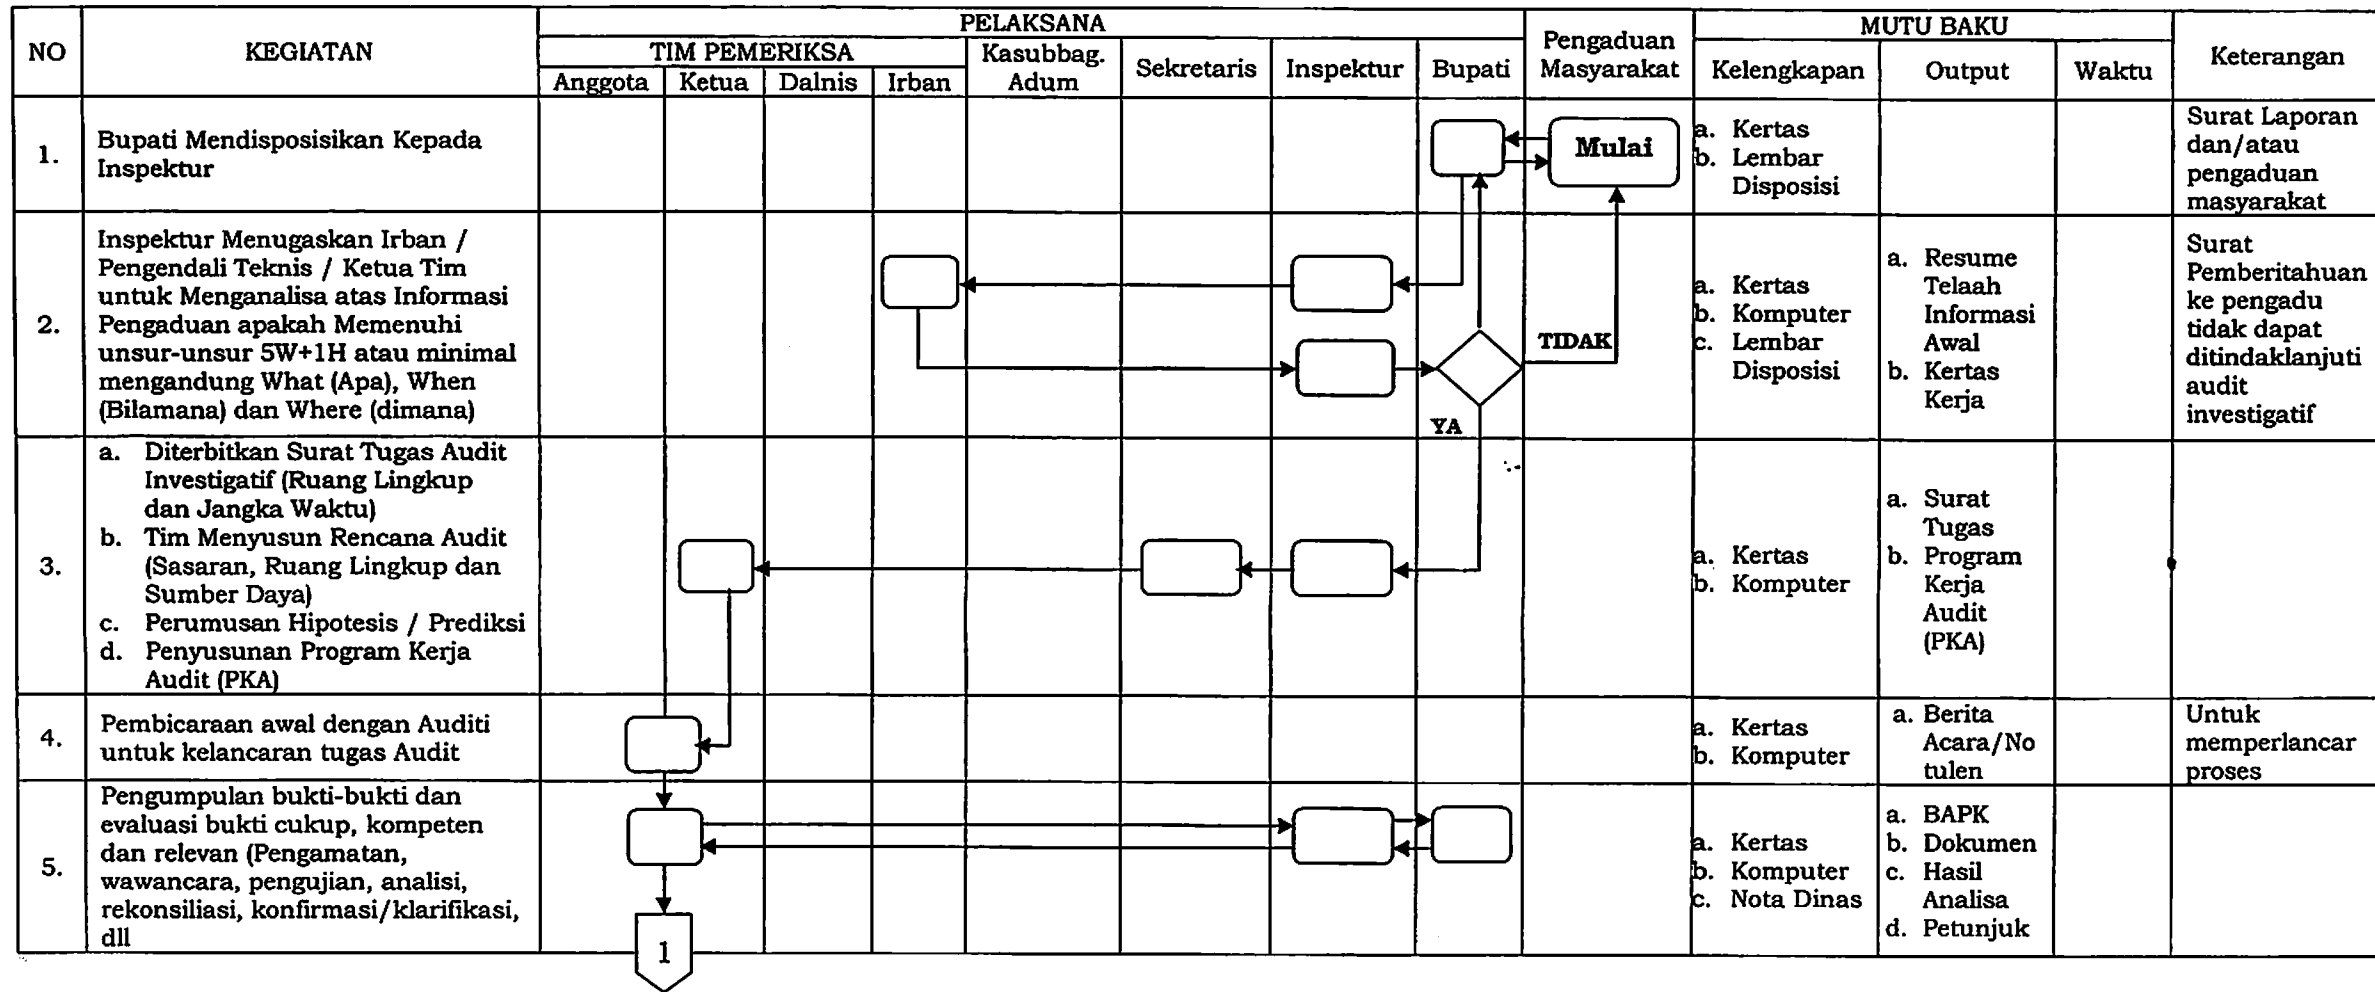 NO
KEGIATAN
PELAKSANA
TIM PEMERIKSA
Anggota
Ketua
Dalnis
Irban
Kasubbag.
Adum
Sekretaris
Inspektur
Bupati
Pengaduan
Masyarakat
MUTU BAKU
Kelengkapan
Output
Waktu
Keterangan
1.
Bupati Mendisposisikan Kepada
Inspektur
Mulai
a. Kertas
b. Lembar
Disposisi
Surat Laporan
dan/atau
pengaduan
masyarakat
2.
Inspektur Menugaskan Irban /
Pengendali Teknis / Ketua Tim
untuk Menganalisa atas Informasi
Pengaduan apakah Memenuhi
unsur-unsur 5W+1H atau minimal
mengandung What (Apa), When
(Bilamana) dan Where (dimana)
TIDAK
YA
a. Kertas
b. Komputer
c. Lembar
Disposisi
a. Resume
Telaah
Informasi
Awal
b. Kertas
Kerja
Surat
Pemberitahuan
ke pengadu
tidak dapat
ditindaklanjuti
audit
investigatif
3.
a. Diterbitkan Surat Tugas Audit
Investigatif (Ruang Lingkup
dan Jangka Waktu)
b. Tim Menyusun Rencana Audit
(Sasaran, Ruang Lingkup dan
Sumber Daya)
c. Perumusan Hipotesis / Prediksi
d. Penyusunan Program Kerja
Audit (PKA)
a. Kertas
b. Komputer
a. Surat
Tugas
b. Program
Kerja
Audit
(PKA)
4.
Pembicaraan awal dengan Auditi
untuk kelancaran tugas Audit
a. Kertas
b. Komputer
a. Berita
Acara/No
tulen
Untuk
memperlancar
proses
5.
Pengumpulan bukti-bukti dan
evaluasi bukti cukup, kompeten
dan relevan (Pengamatan,
wawancara, pengujian, analisi,
rekonsiliasi, konfirmasi/klarifikasi,
dll
1
a. Kertas
b. Komputer
c. Nota Dinas
a. BAPK
b. Dokumen
c. Hasil
Analisa
d. Petunjuk